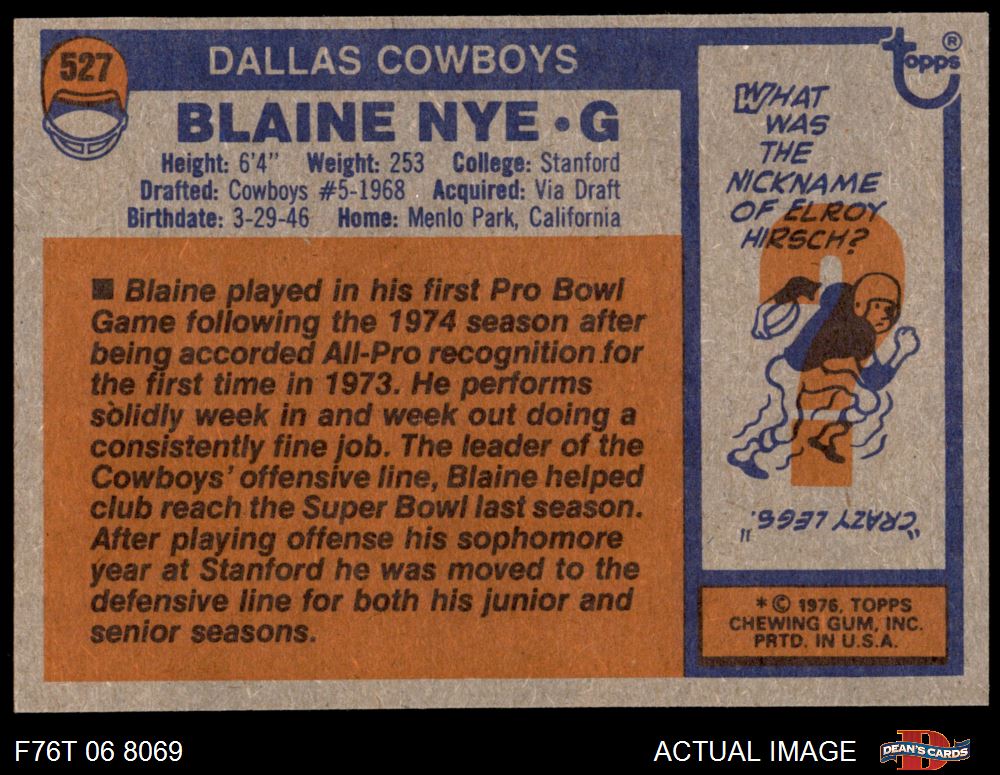 527
DALLAS COWBOYS
BLAINE NYE • G
Height: 6'4" Weight: 253 College: Stanford
Drafted: Cowboys #5-1968 Acquired: Via Draft
Birthdate: 3-29-46 Home: Menlo Park, California
■ Blaine played in his first Pro Bowl
Game following the 1974 season after
being accorded All-Pro recognition for
the first time in 1973. He performs
solidly week in and week out doing a
consistently fine job. The leader of the
Cowboys' offensive line, Blaine helped
club reach the Super Bowl last season.
After playing offense his sophomore
year at Stanford he was moved to the
defensive line for both his junior and
senior seasons.
topps ®
WHAT
WAS
THE
NICKNAME
OF ELROY
HIRSCH?
?
"CRAZY LEGS."
* © 1976, TOPPS
CHEWING GUM, INC.
PRTD. IN U.S.A.
F76T 06 8069
ACTUAL IMAGE
D
DEAN'S CARDS